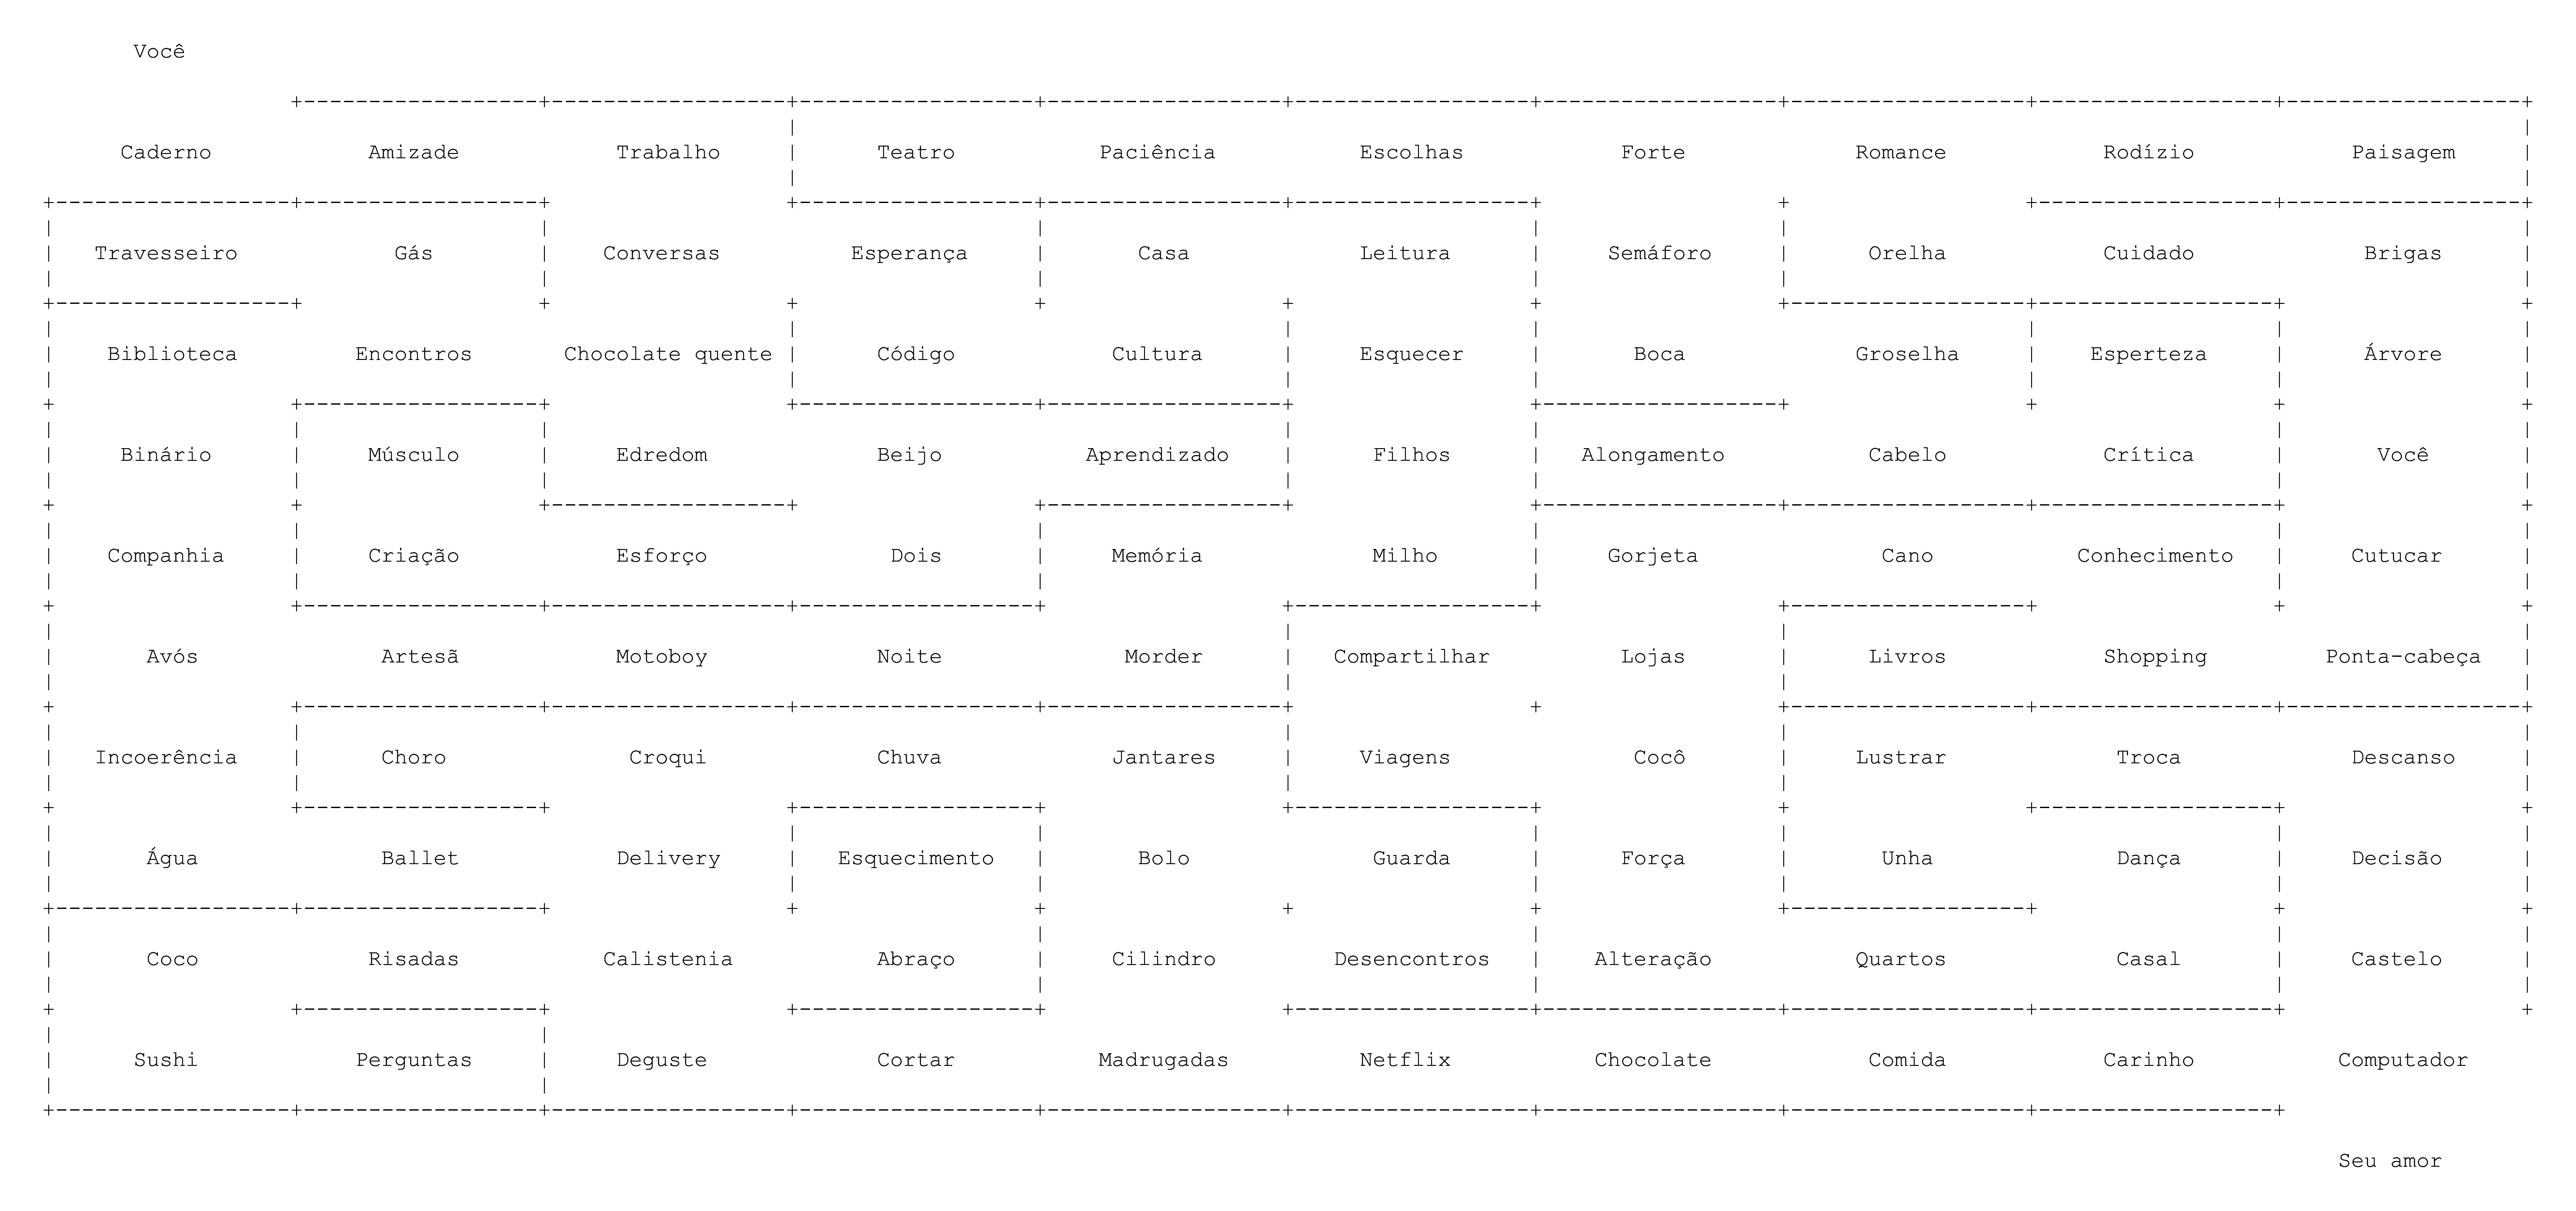 Você
Caderno Amizade Trabalho Teatro Paciência Escolhas Forte Romance Rodízio Paisagem
Travesseiro Gás Conversas Esperança Casa Leitura Semáforo Orelha Cuidado Brigas
Biblioteca Encontros Chocolate quente Código Cultura Esquecer Boca Groselha Esperteza Árvore
Binário Músculo Edredom Beijo Aprendizado Filhos Alongamento Cabelo Crítica Você
Companhia Criação Esforço Dois Memória Milho Gorjeta Cano Conhecimento Cutucar
Avós Artesã Motoboy Noite Morder Compartilhar Lojas Livros Shopping Ponta-cabeça
Incoerência Choro Croqui Chuva Jantares Viagens Cocô Lustrar Troca Descanso
Água Ballet Delivery Esquecimento Bolo Guarda Força Unha Dança Decisão
Coco Risadas Calistenia Abraço Cilindro Desencontros Alteração Quartos Casal Castelo
Sushi Perguntas Deguste Cortar Madrugadas Netflix Chocolate Comida Carinho Computador
Seu amor